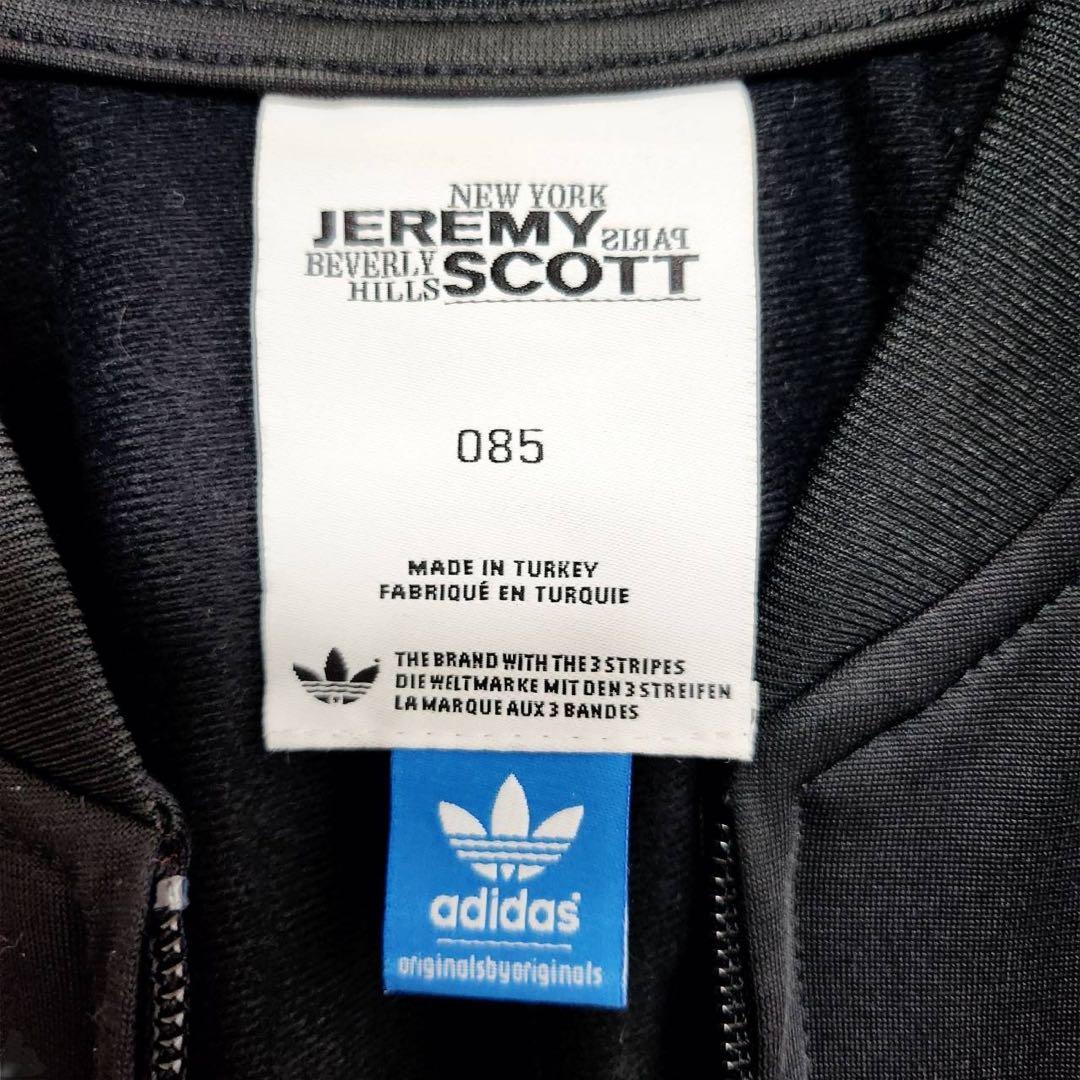 NEW YORK
JEREMY PARIS
BEVERLY SCOTT
HILLS
085
MADE IN TURKEY
FABRIQUÉ EN TURQUIE
THE BRAND WITH THE 3 STRIPES
DIE WELTMARKE MIT DEN 3 STREIFEN
LA MARQUE AUX 3 BANDES
adidas
originalsbyoriginals